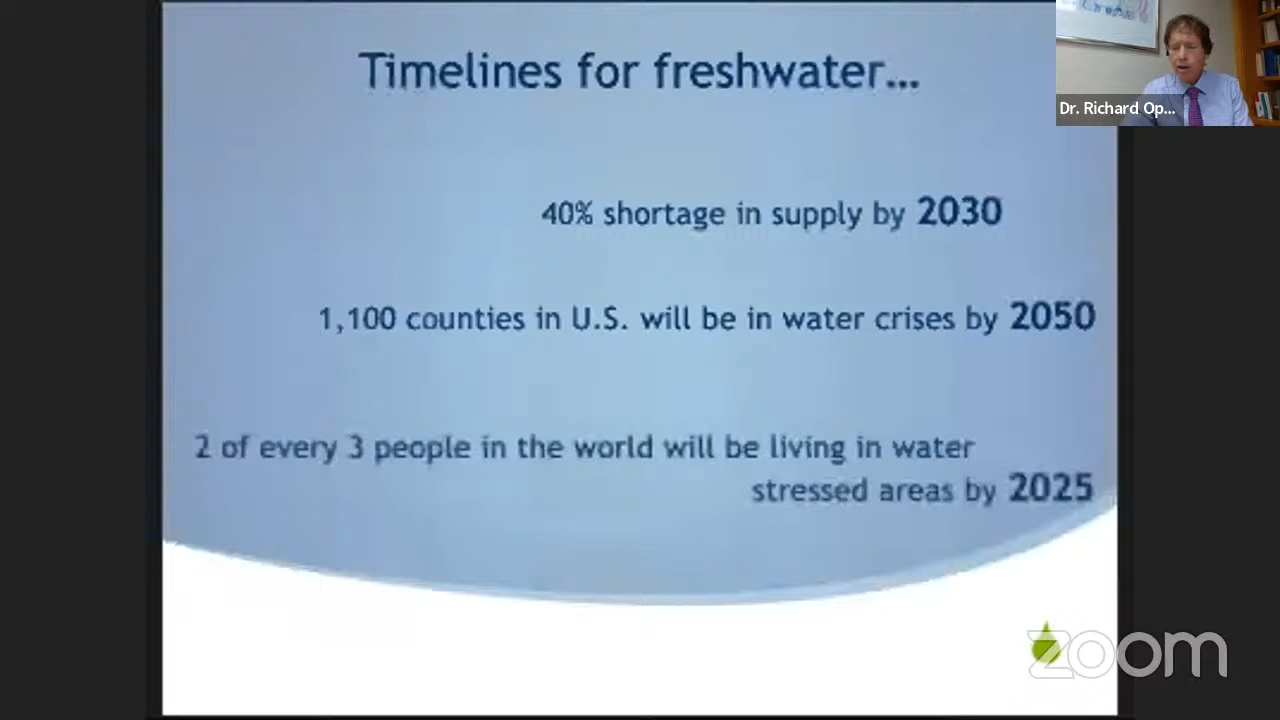 Timelines for freshwater...
Dr. Richard Op...
40% shortage in supply by 2030
1,100 counties in U.S. will be in water crises by 2050
2 of every 3 people in the world will be living in water
stressed areas by 2025
zoom